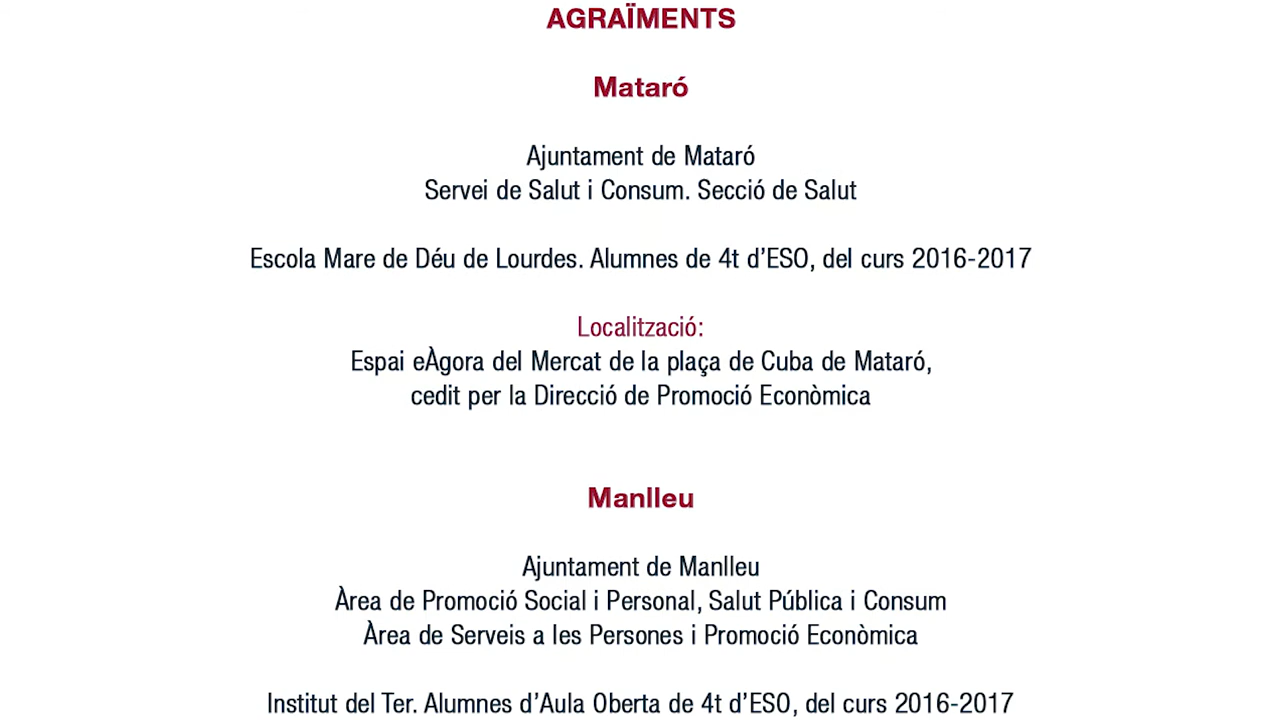 AGRAÏMENTS
Mataró
Ajuntament de Mataró
Servei de Salut i Consum. Secció de Salut
Escola Mare de Déu de Lourdes. Alumnes de 4t d’ESO, del curs 2016-2017
Localització:
Espai eÀgora del Mercat de la plaça de Cuba de Mataró,
cedit per la Direcció de Promoció Econòmica
Manlleu
Ajuntament de Manlleu
Àrea de Promoció Social i Personal, Salut Pública i Consum
Àrea de Serveis a les Persones i Promoció Econòmica
Institut del Ter. Alumnes d’Aula Oberta de 4t d’ESO, del curs 2016-2017